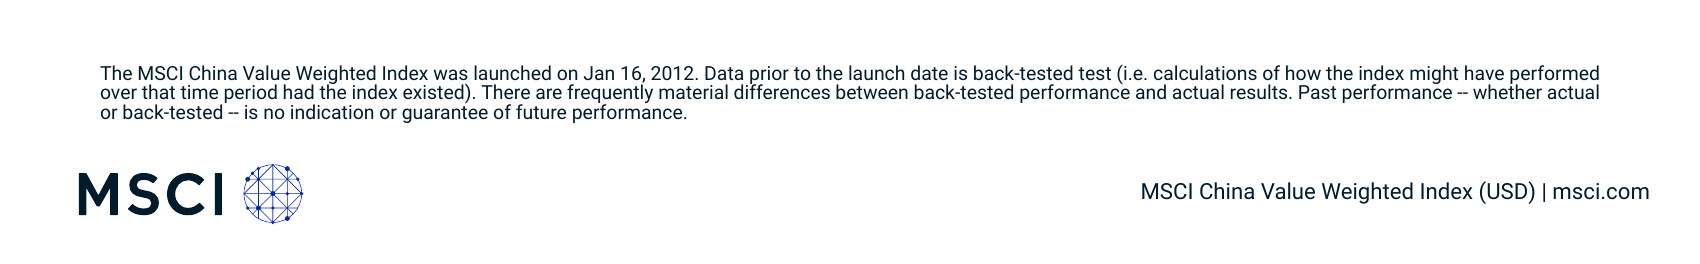 The MSCI China Value Weighted Index was launched on Jan 16, 2012. Data prior to the launch date is back-tested test (i.e. calculations of how the index might have performed
over that time period had the index existed). There are frequently material differences between back-tested performance and actual results. Past performance -- whether actual
or back-tested -- is no indication or guarantee of future performance.
MSCI
MSCI China Value Weighted Index (USD) | msci.com